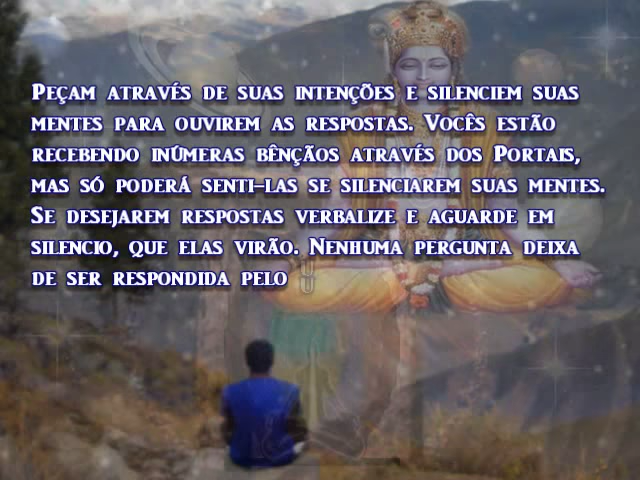 Peçam através de suas intenções e silenciem suas
mentes para ouvirem as respostas. Vocês estão
recebendo inúmeras bênçãos através dos Portais,
mas só poderá senti-las se silenciarem suas mentes.
Se desejarem respostas verbalize e aguarde em
silencio, que elas virão. Nenhuma pergunta deixa
de ser respondida pelo